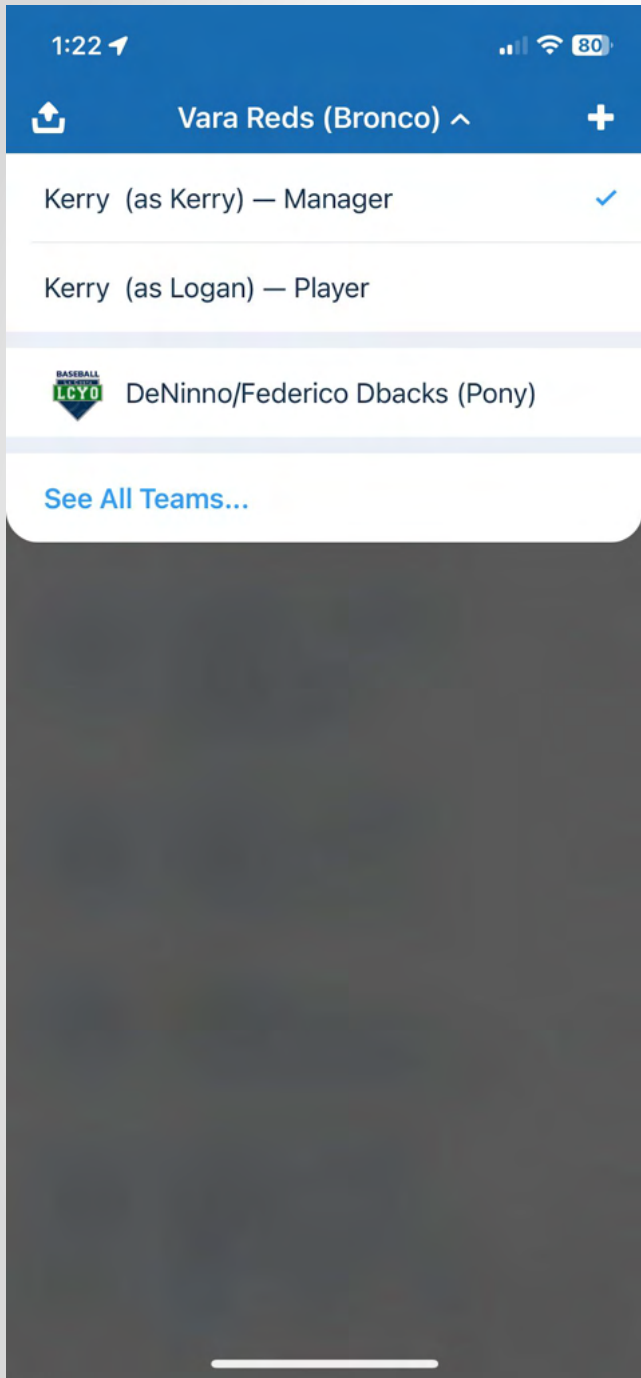 1:22
80
Vara Reds (Bronco)
Kerry (as Kerry) — Manager
Kerry (as Logan) — Player
BASEBALL
LCYO
DeNinno/Federico Dbacks (Pony)
See All Teams...